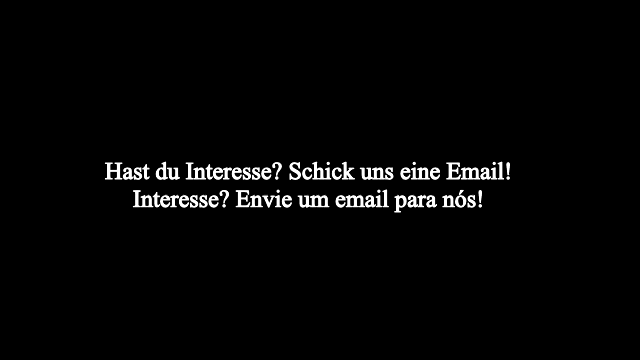 Hast du Interesse? Schick uns eine Email!
Interesse? Envie um email para nós!